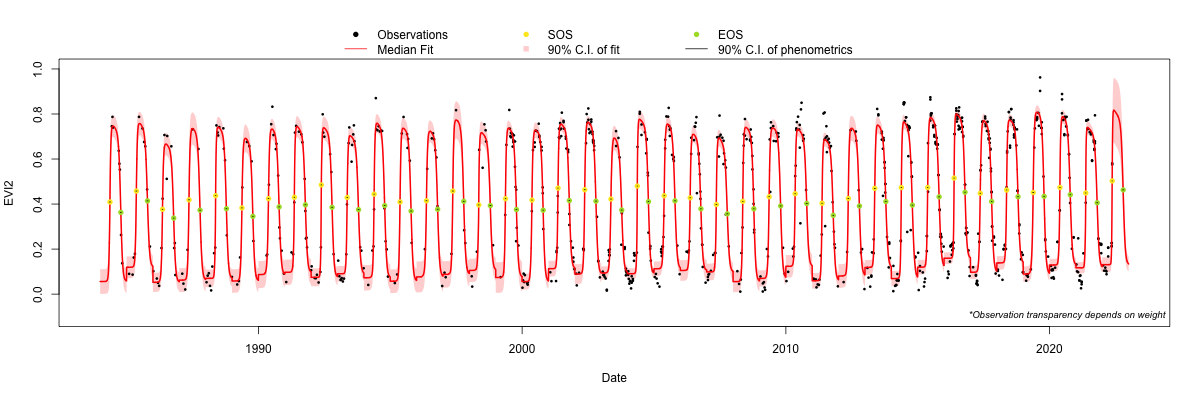 Observations SOS EOS
Median Fit 90% C.I. of fit 90% C.I. of phenometrics
1.0
0.8
0.6
0.4
0.2
0.0
EVI2
*Observation transparency depends on weight
1990 2000 2010 2020
Date